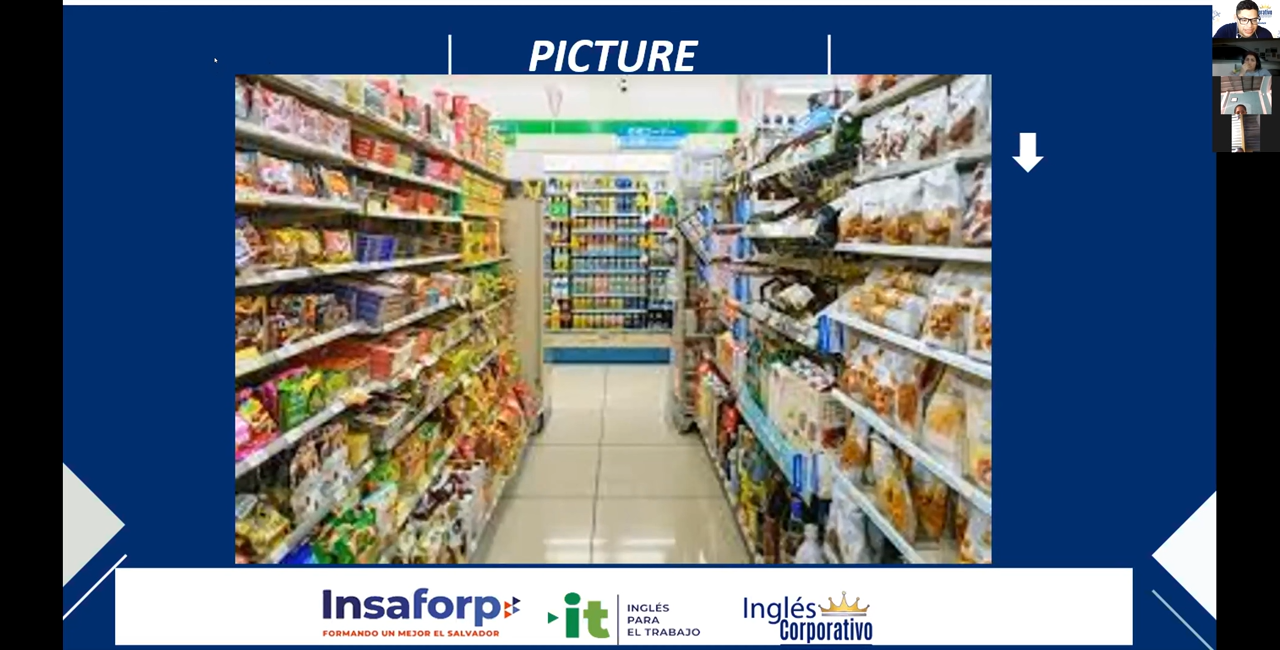 PICTURE
Insaforp
FORMANDO UN MEJOR EL SALVADOR
it
INGLÉS
PARA
EL TRABAJO
Inglés
Corporativo